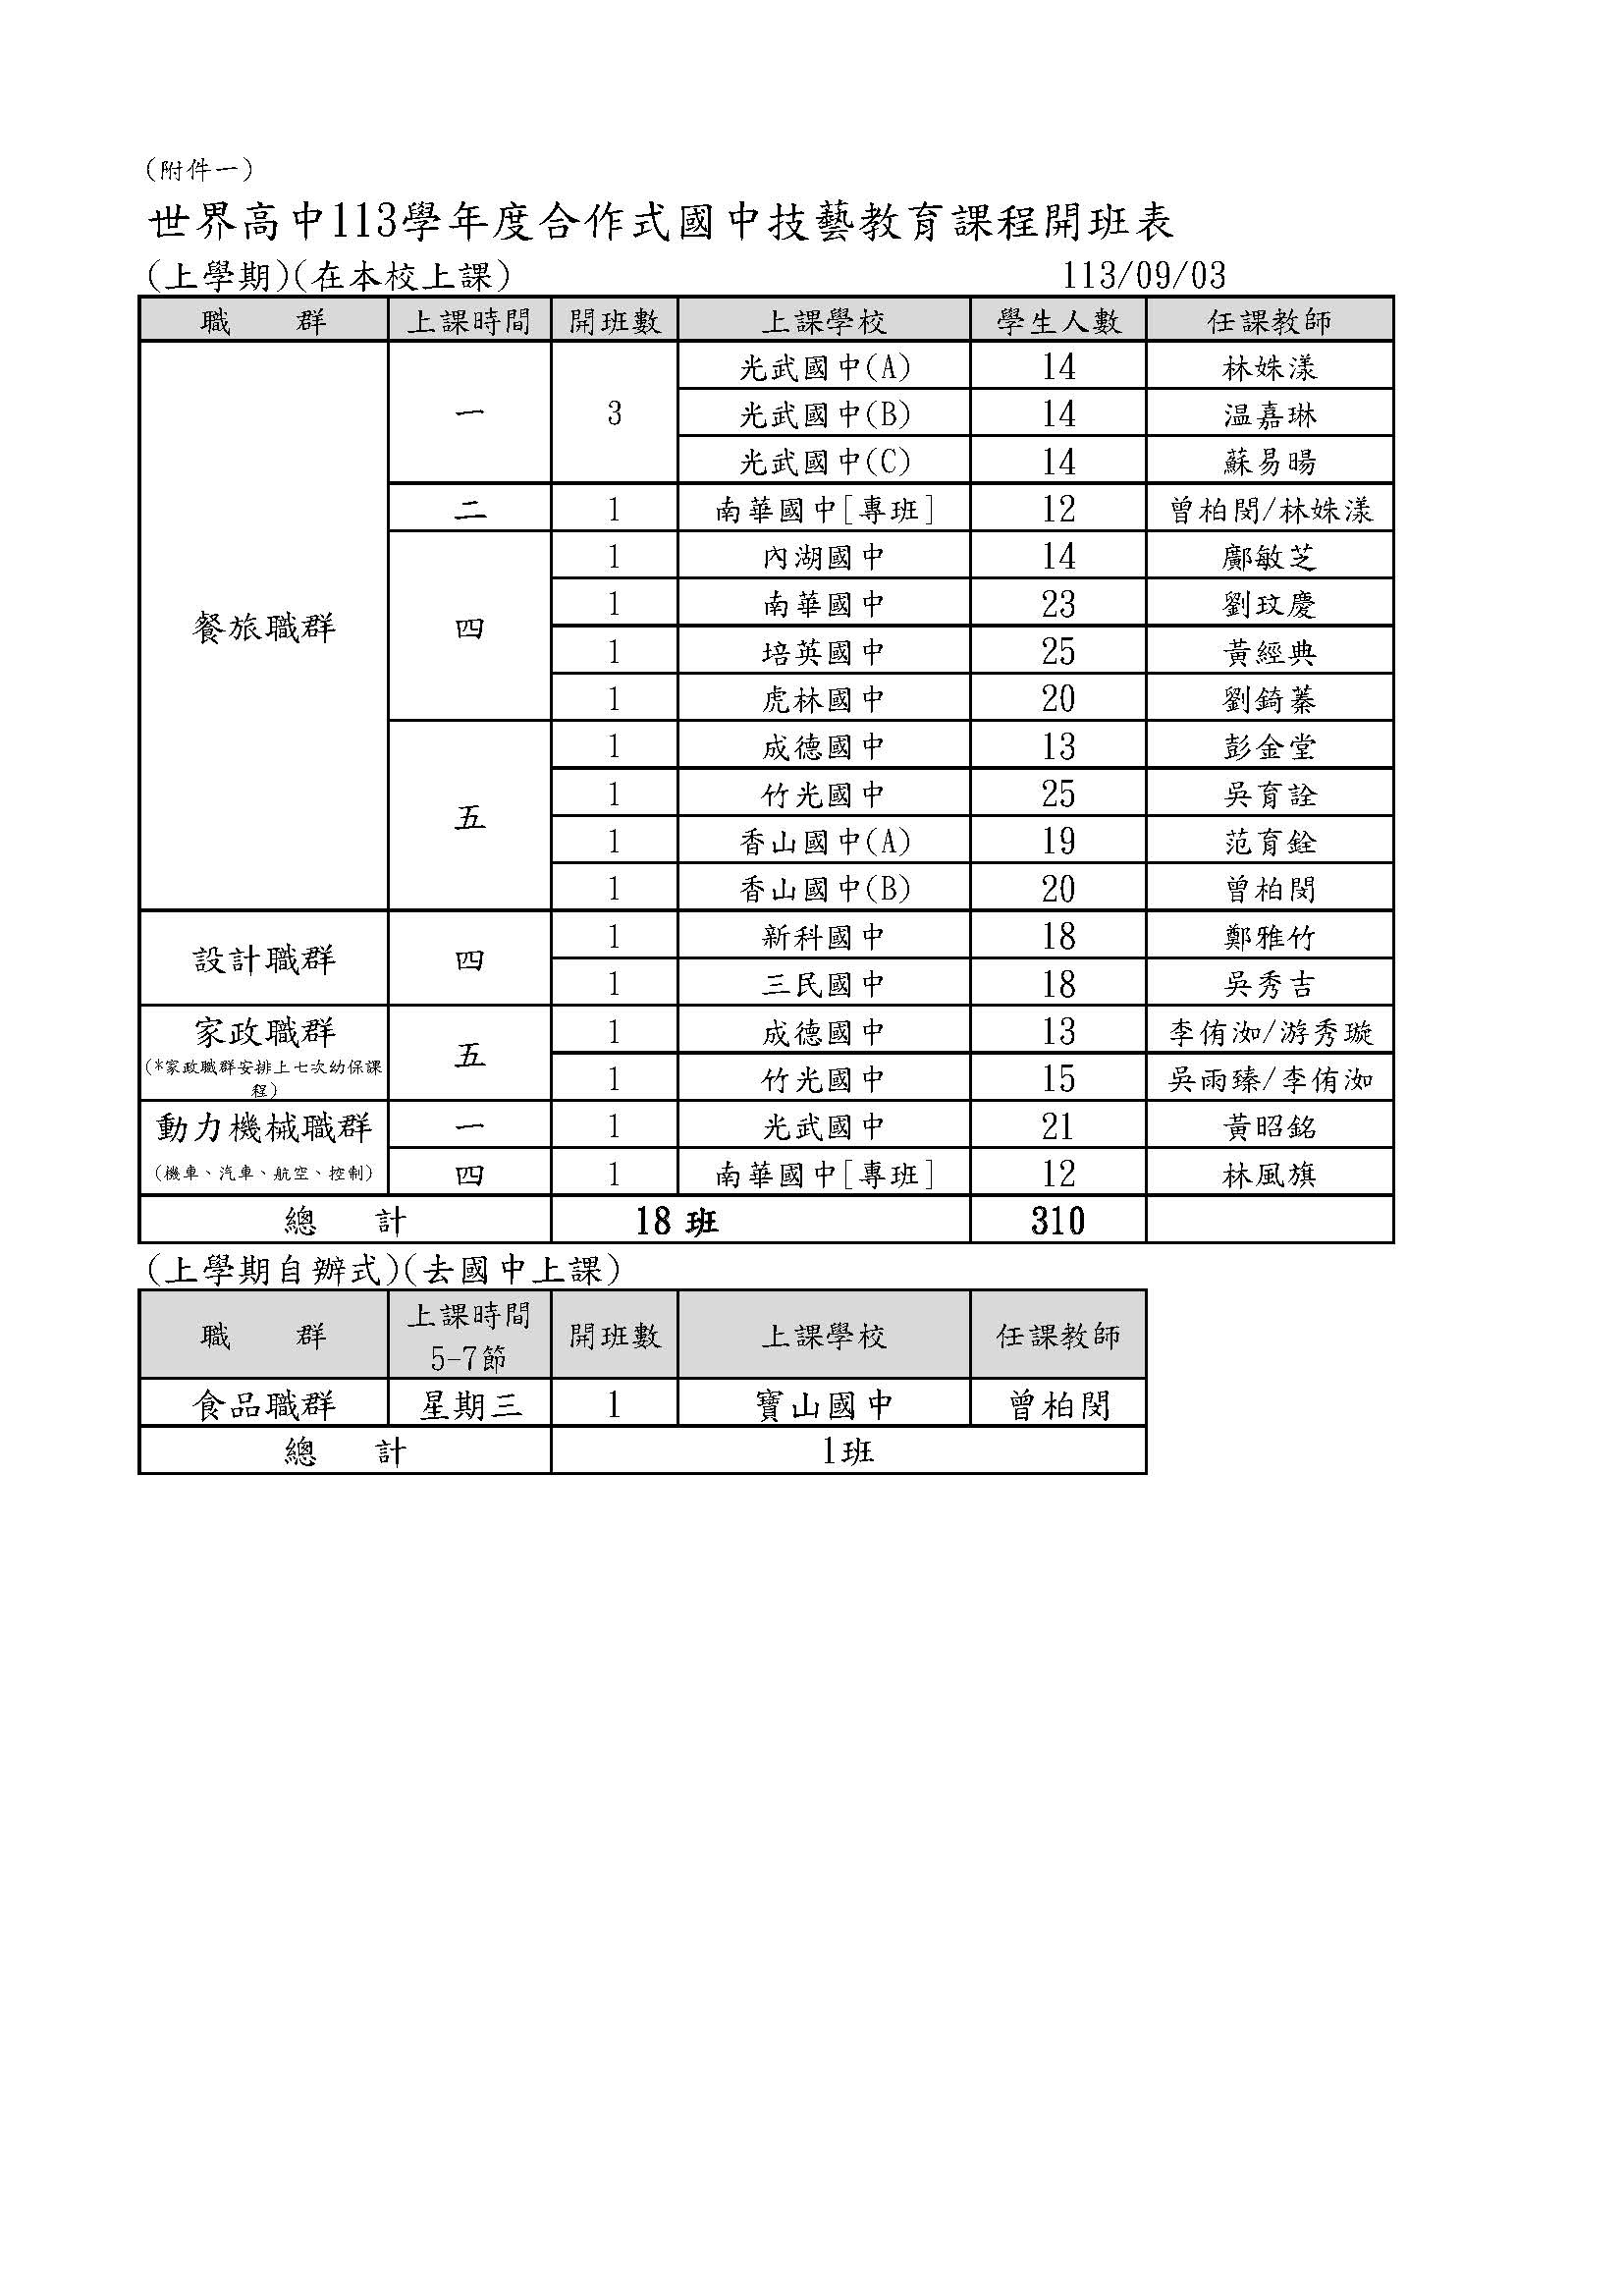 (附件一)
世界高中113學年度合作式國中技藝教育課程開班表
(上學期)(在本校上課) 113/09/03
職 群 上課時間 開班數 上課學校 學生人數 任課教師
餐旅職群 一 3 光武國中(A) 14 林姝漾
光武國中(B) 14 温嘉琳
光武國中(C) 14 蘇易暘
二 1 南華國中[專班] 12 曾柏閔/林姝漾
四 1 內湖國中 14 鄺敏芝
1 南華國中 23 劉玟慶
1 培英國中 25 黃經典
1 虎林國中 20 劉錡蓁
五 1 成德國中 13 彭金堂
1 竹光國中 25 吳育詮
1 香山國中(A) 19 范育銓
1 香山國中(B) 20 曾柏閔
設計職群 四 1 新科國中 18 鄭雅竹
1 三民國中 18 吳秀吉
家政職群 五 1 成德國中 13 李侑洳/游秀璇
(*家政職群安排上七次幼保課
程)
1 竹光國中 15 吳雨臻/李侑洳
動力機械職群 一 1 光武國中 21 黃昭銘
(機車、汽車、航空、控制) 四 1 南華國中[專班] 12 林風旗
總 計 18 班 310
(上學期自辦式)(去國中上課)
職 群 上課時間 開班數 上課學校 任課教師
5-7節
食品職群 星期三 1 寶山國中 曾柏閔
總 計 1班